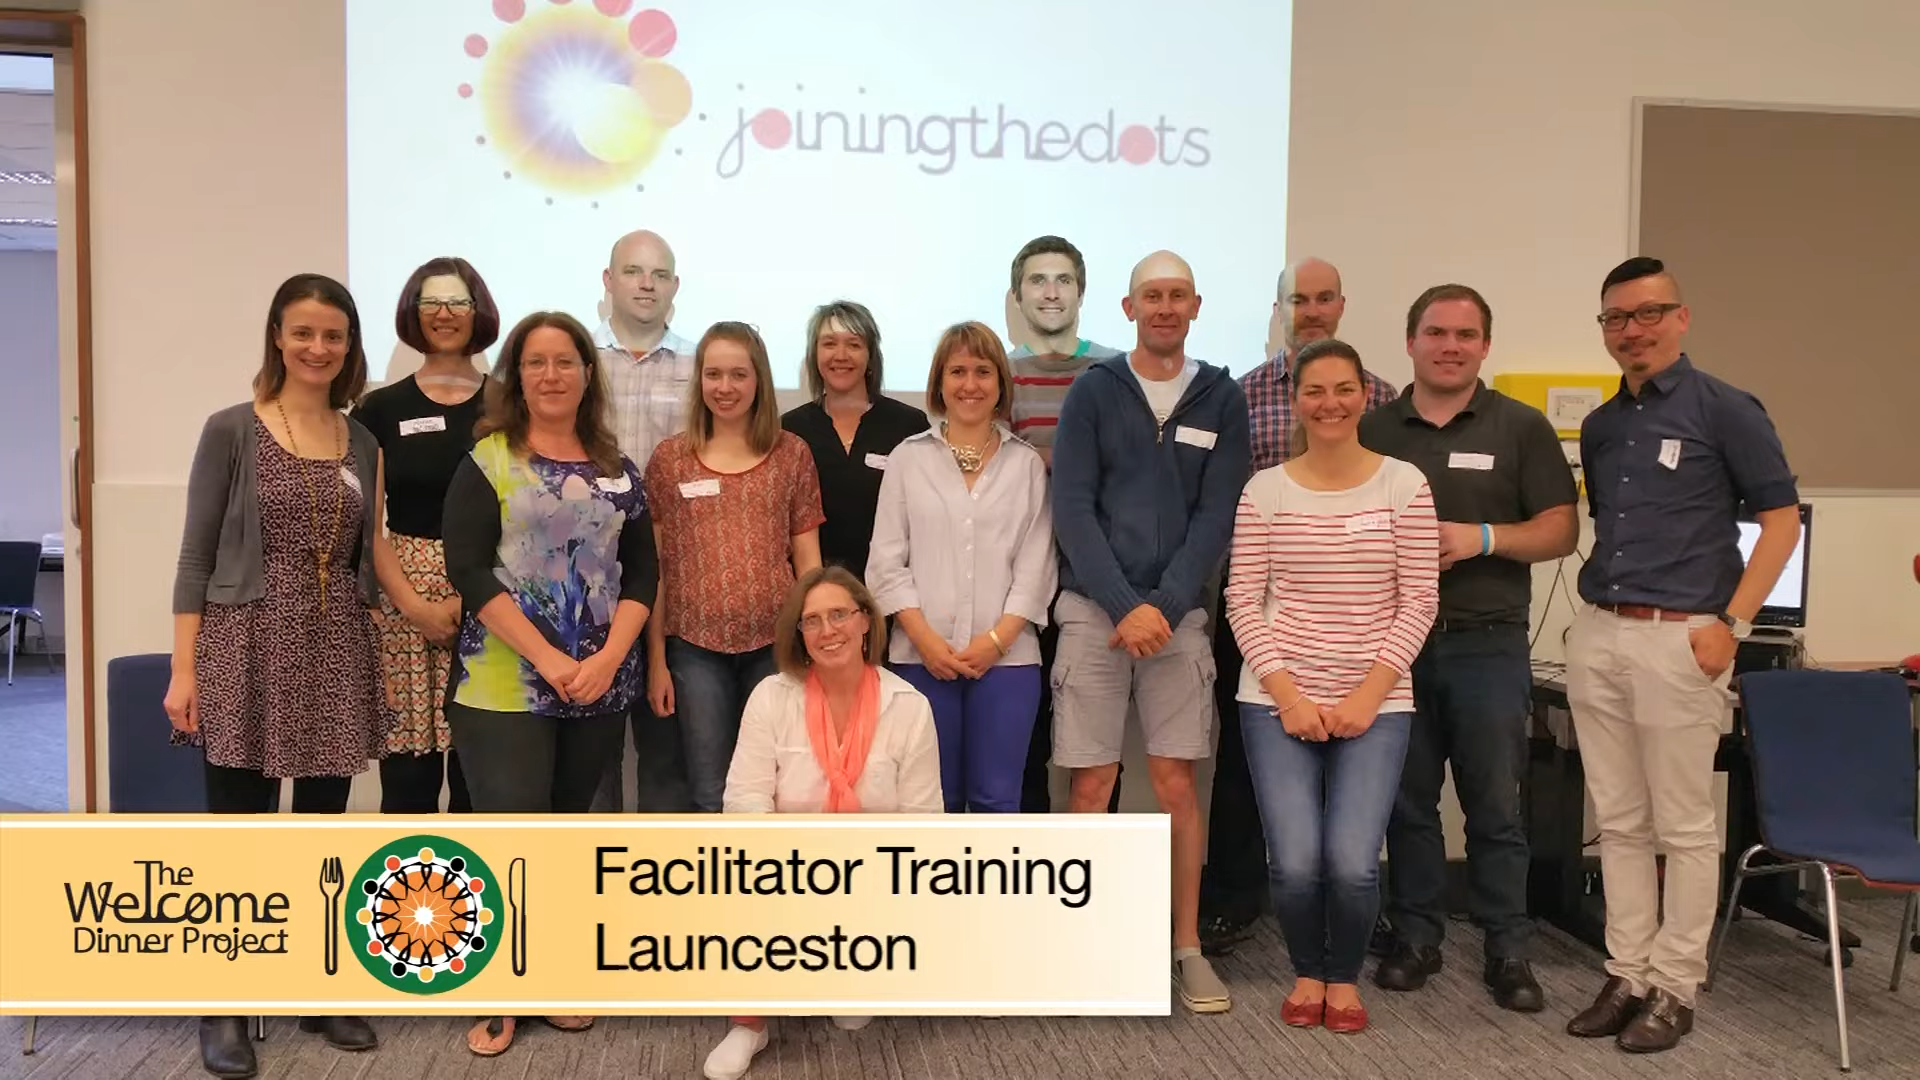 joiningthedots
The
Welcome
Dinner Project
Facilitator Training
Launceston